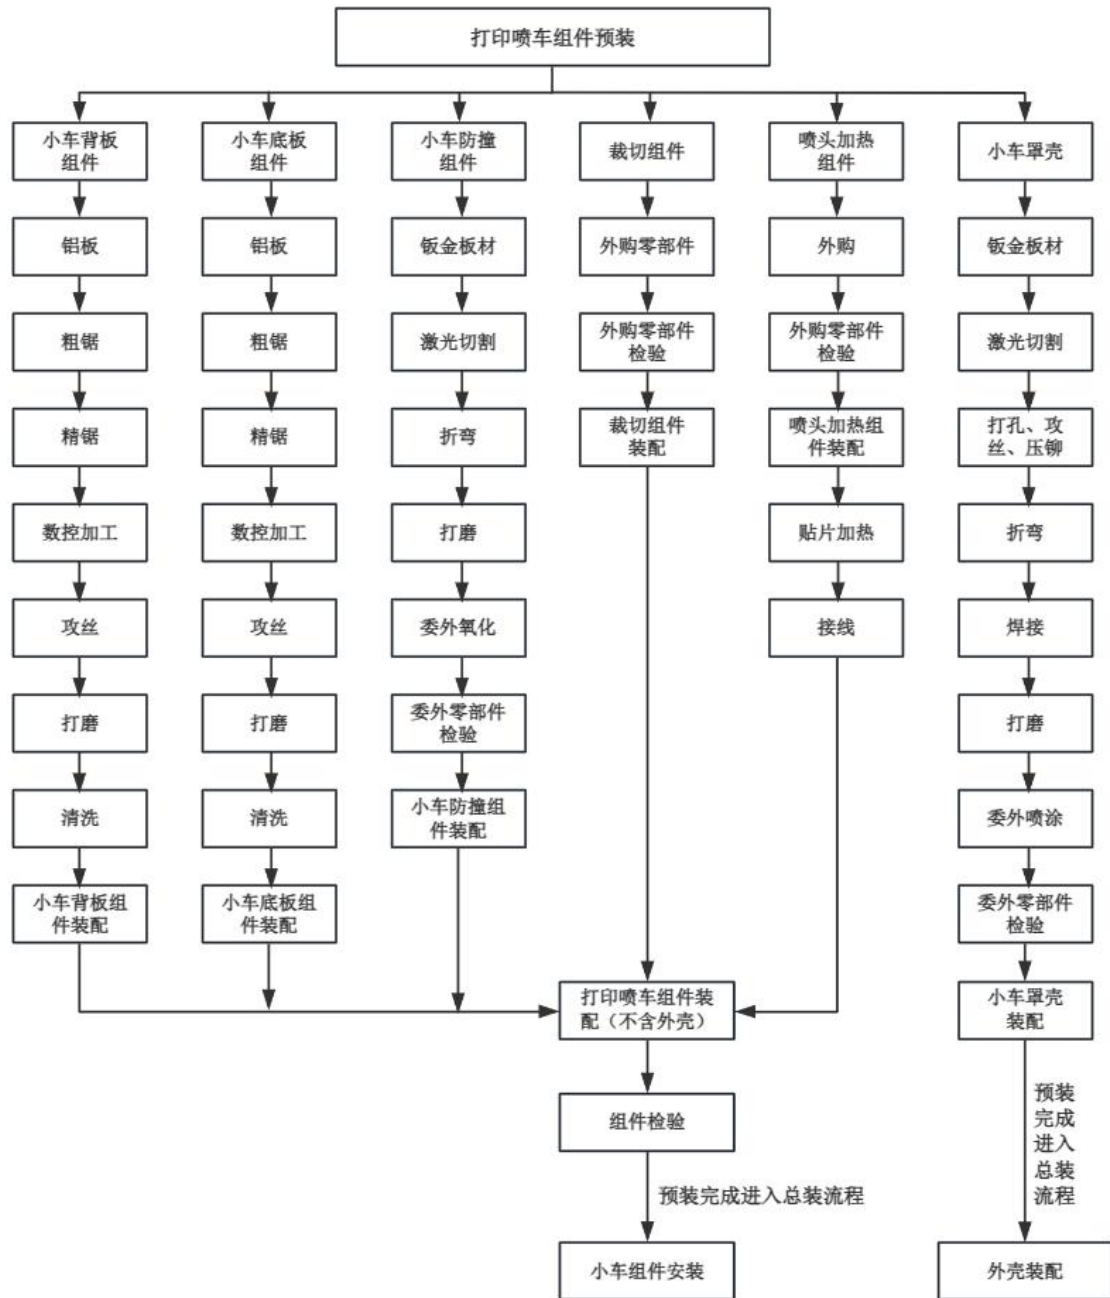 打印喷车组件预装
小车背板
组件
小车底板
组件
小车防撞
组件
裁切组件
喷头加热
组件
小车罩壳
铝板
铝板
钣金板材
外购零部件
外购
钣金板材
粗锯
粗锯
激光切割
外购零部件
检验
外购零部件
检验
激光切割
精锯
精锯
折弯
裁切组件
装配
喷头加热组
件装配
打孔、攻
丝、压铆
数控加工
数控加工
打磨
贴片加热
折弯
攻丝
攻丝
委外氧化
接线
焊接
打磨
打磨
委外零部件
检验
打磨
清洗
清洗
小车防撞组
件装配
委外喷涂
小车背板组
件装配
小车底板组
件装配
委外零部件
检验
打印喷车组件装
配（不含外壳）
小车罩壳
装配
组件检验
预装
完成
进入
总装
流程
预装完成进入总装流程
小车组件安装
外壳装配